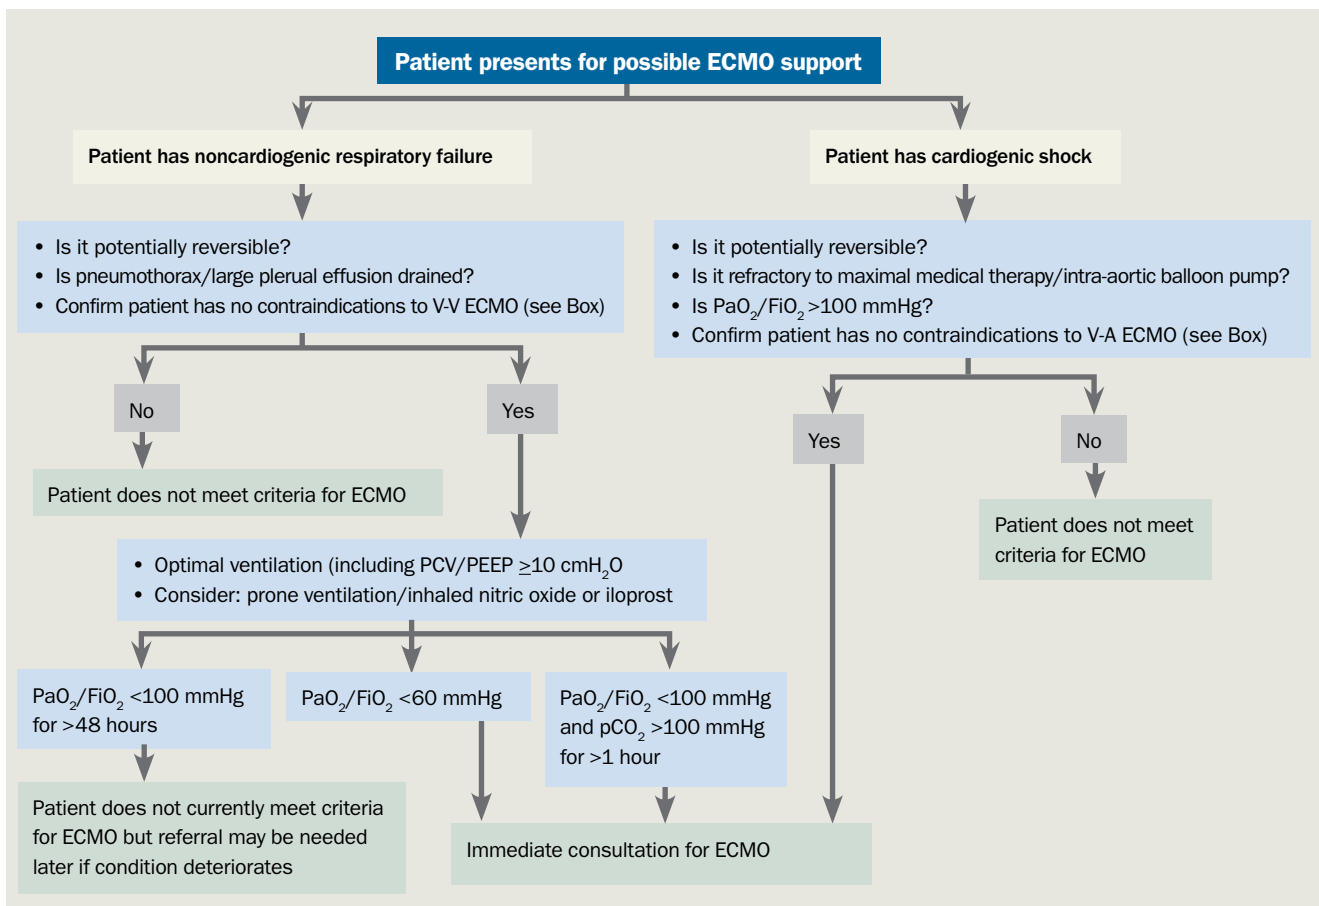 Patient presents for possible ECMO support
Patient has noncardiogenic respiratory failure
Patient has cardiogenic shock
• Is it potentially reversible?
• Is pneumothorax/large plerual effusion drained?
• Confirm patient has no contraindications to V-V ECMO (see Box)
• Is it potentially reversible?
• Is it refractory to maximal medical therapy/intra-aortic balloon pump?
• Is PaO₂/FiO₂ >100 mmHg?
• Confirm patient has no contraindications to V-A ECMO (see Box)
No
Yes
Yes
No
Patient does not meet criteria for ECMO
Patient does not meet
criteria for ECMO
• Optimal ventilation (including PCV/PEEP ≥10 cmH₂O
• Consider: prone ventilation/inhaled nitric oxide or iloprost
PaO₂/FiO₂ <100 mmHg
for >48 hours
PaO₂/FiO₂ <60 mmHg
PaO₂/FiO₂ <100 mmHg
and pCO₂ >100 mmHg
for >1 hour
Patient does not currently meet criteria
for ECMO but referral may be needed
later if condition deteriorates
Immediate consultation for ECMO